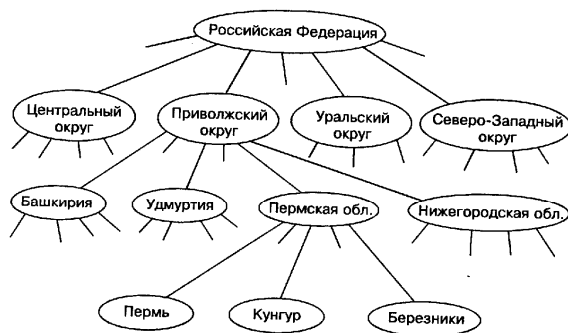 Российская Федерация
Центральный
округ
Приволжский
округ
Уральский
округ
Северо-Западный
округ
Башкирия
Удмуртия
Пермская обл.
Нижегородская обл.
Пермь
Кунгур
Березники